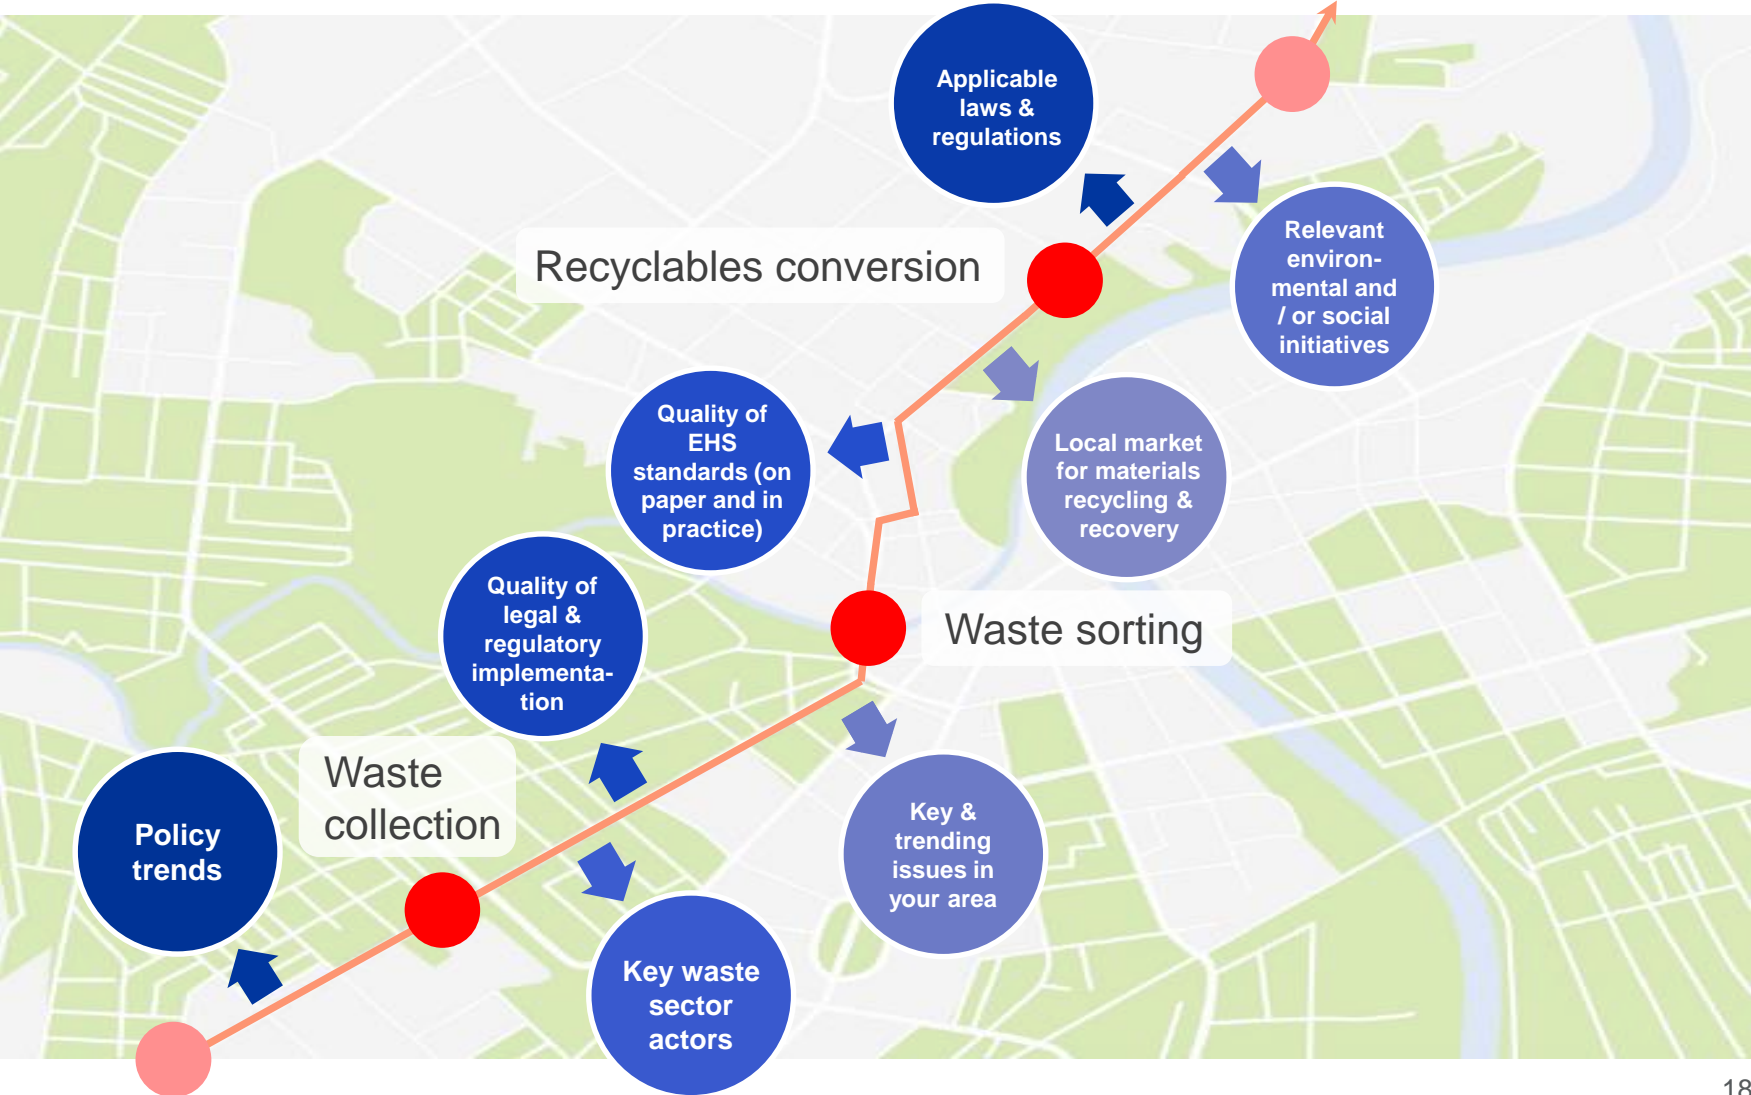 Applicable
laws &
regulations
Relevant
environ-
mental and
/ or social
initiatives
Recyclables conversion
Quality of
EHS
standards (on
paper and in
practice)
Local market
for materials
recycling &
recovery
Quality of
legal &
regulatory
implementa-
tion
Waste sorting
Waste
collection
Policy
trends
Key &
trending
issues in
your area
Key waste
sector
actors
18